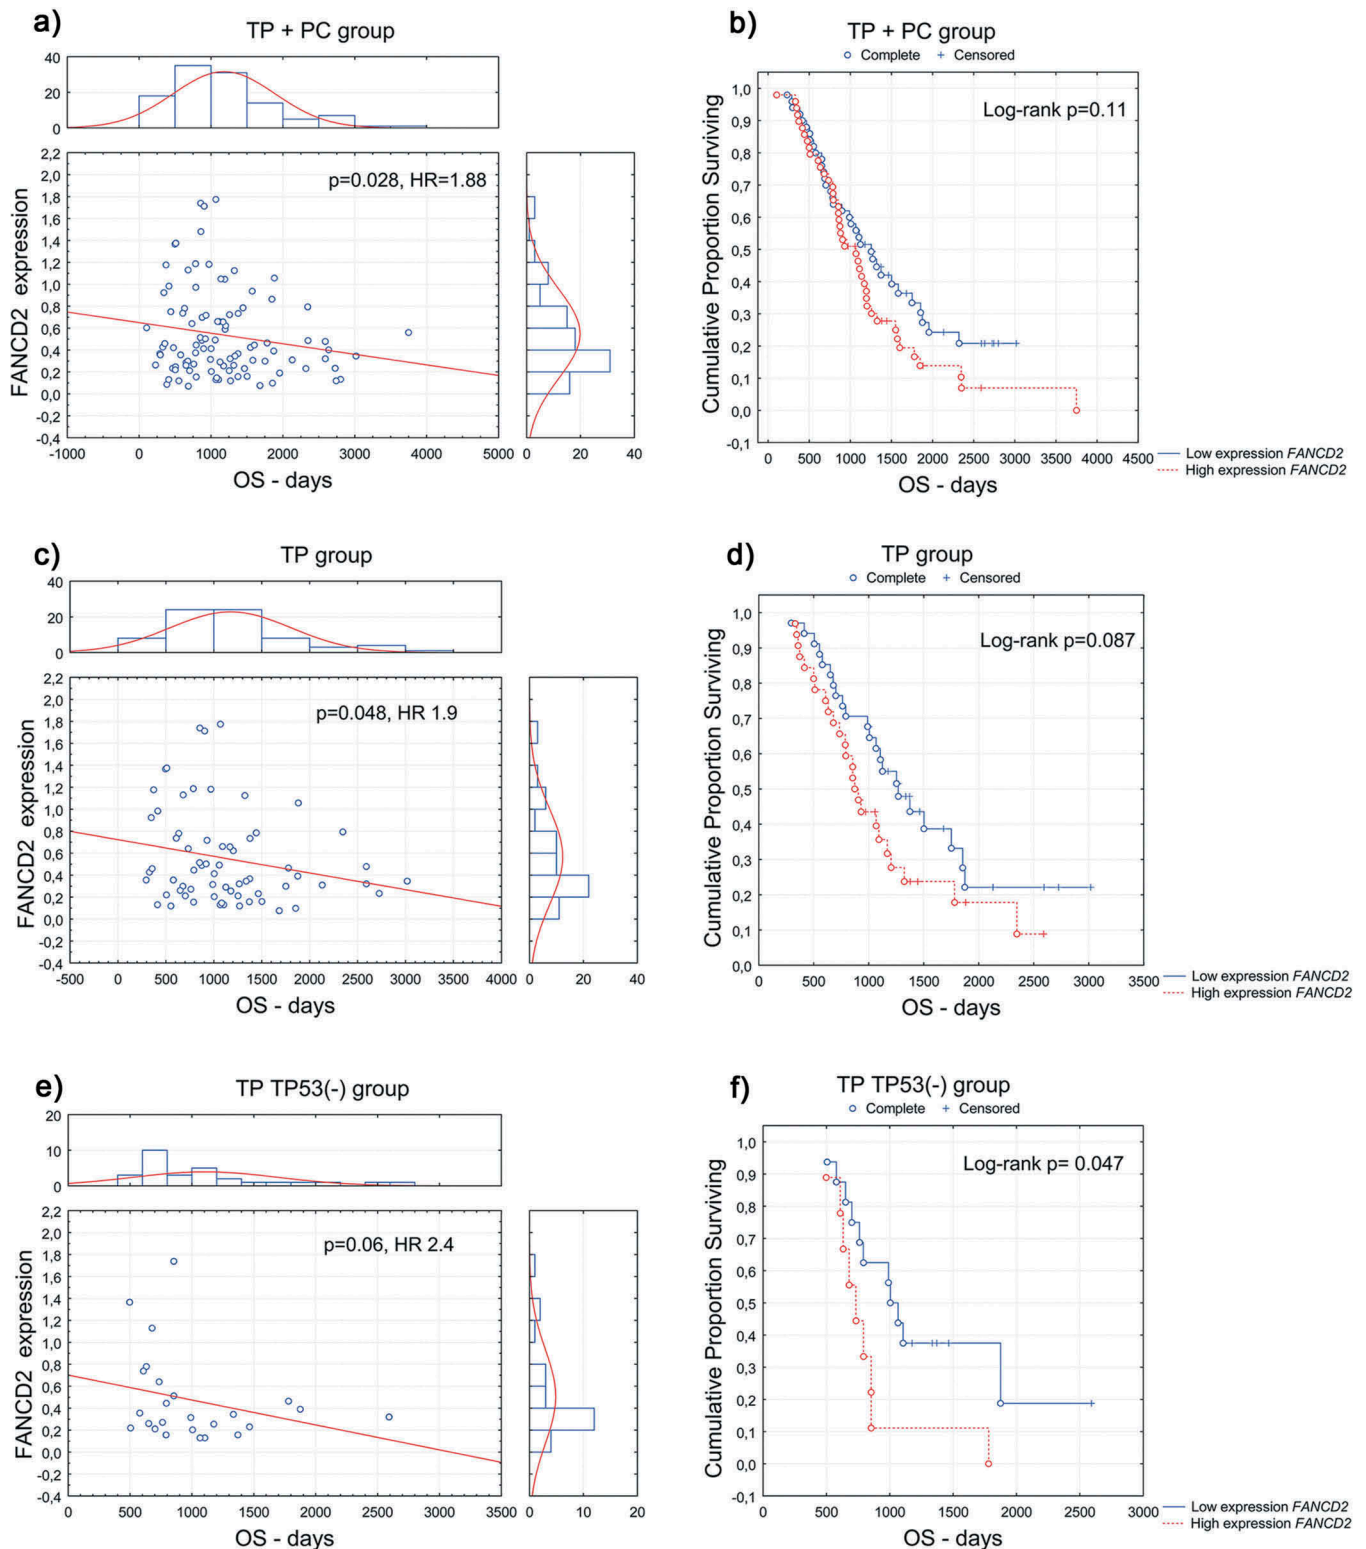 a)
TP + PC group
40
20
0
2,2
2,0
1,8
1,6
1,4
1,2
1,0
0,8
0,6
0,4
0,2
0,0
-0,2
-0,4
FANCD2 expression
p=0.028, HR=1.88
-1000 0 1000 2000 3000 4000 5000
0 20 40
OS - days
b)
TP + PC group
Complete Censored
Log-rank p=0.11
1,0
0,9
0,8
0,7
0,6
0,5
0,4
0,3
0,2
0,1
0,0
-0,1
Cumulative Proportion Surviving
0 500 1000 1500 2000 2500 3000 3500 4000 4500
OS - days
Low expression FANCD2
High expression FANCD2
c)
TP group
40
20
0
2,2
2,0
1,8
1,6
1,4
1,2
1,0
0,8
0,6
0,4
0,2
0,0
-0,2
-0,4
FANCD2 expression
p=0.048, HR 1.9
-500 0 500 1000 1500 2000 2500 3000 3500 4000
0 20 40
OS - days
d)
TP group
Complete Censored
Log-rank p=0.087
1,0
0,9
0,8
0,7
0,6
0,5
0,4
0,3
0,2
0,1
0,0
Cumulative Proportion Surviving
0 500 1000 1500 2000 2500 3000 3500
OS - days
Low expression FANCD2
High expression FANCD2
e)
TP TP53(-) group
20
10
0
2,2
2,0
1,8
1,6
1,4
1,2
1,0
0,8
0,6
0,4
0,2
0,0
-0,2
-0,4
FANCD2 expression
p=0.06, HR 2.4
0 500 1000 1500 2000 2500 3000 3500
0 2 4 6 8 10 14 20
OS - days
f)
TP TP53(-) group
Complete Censored
Log-rank p= 0.047
1,0
0,9
0,8
0,7
0,6
0,5
0,4
0,3
0,2
0,1
0,0
-0,1
Cumulative Proportion Surviving
0 500 1000 1500 2000 2500 3000
OS - days
Low expression FANCD2
High expression FANCD2